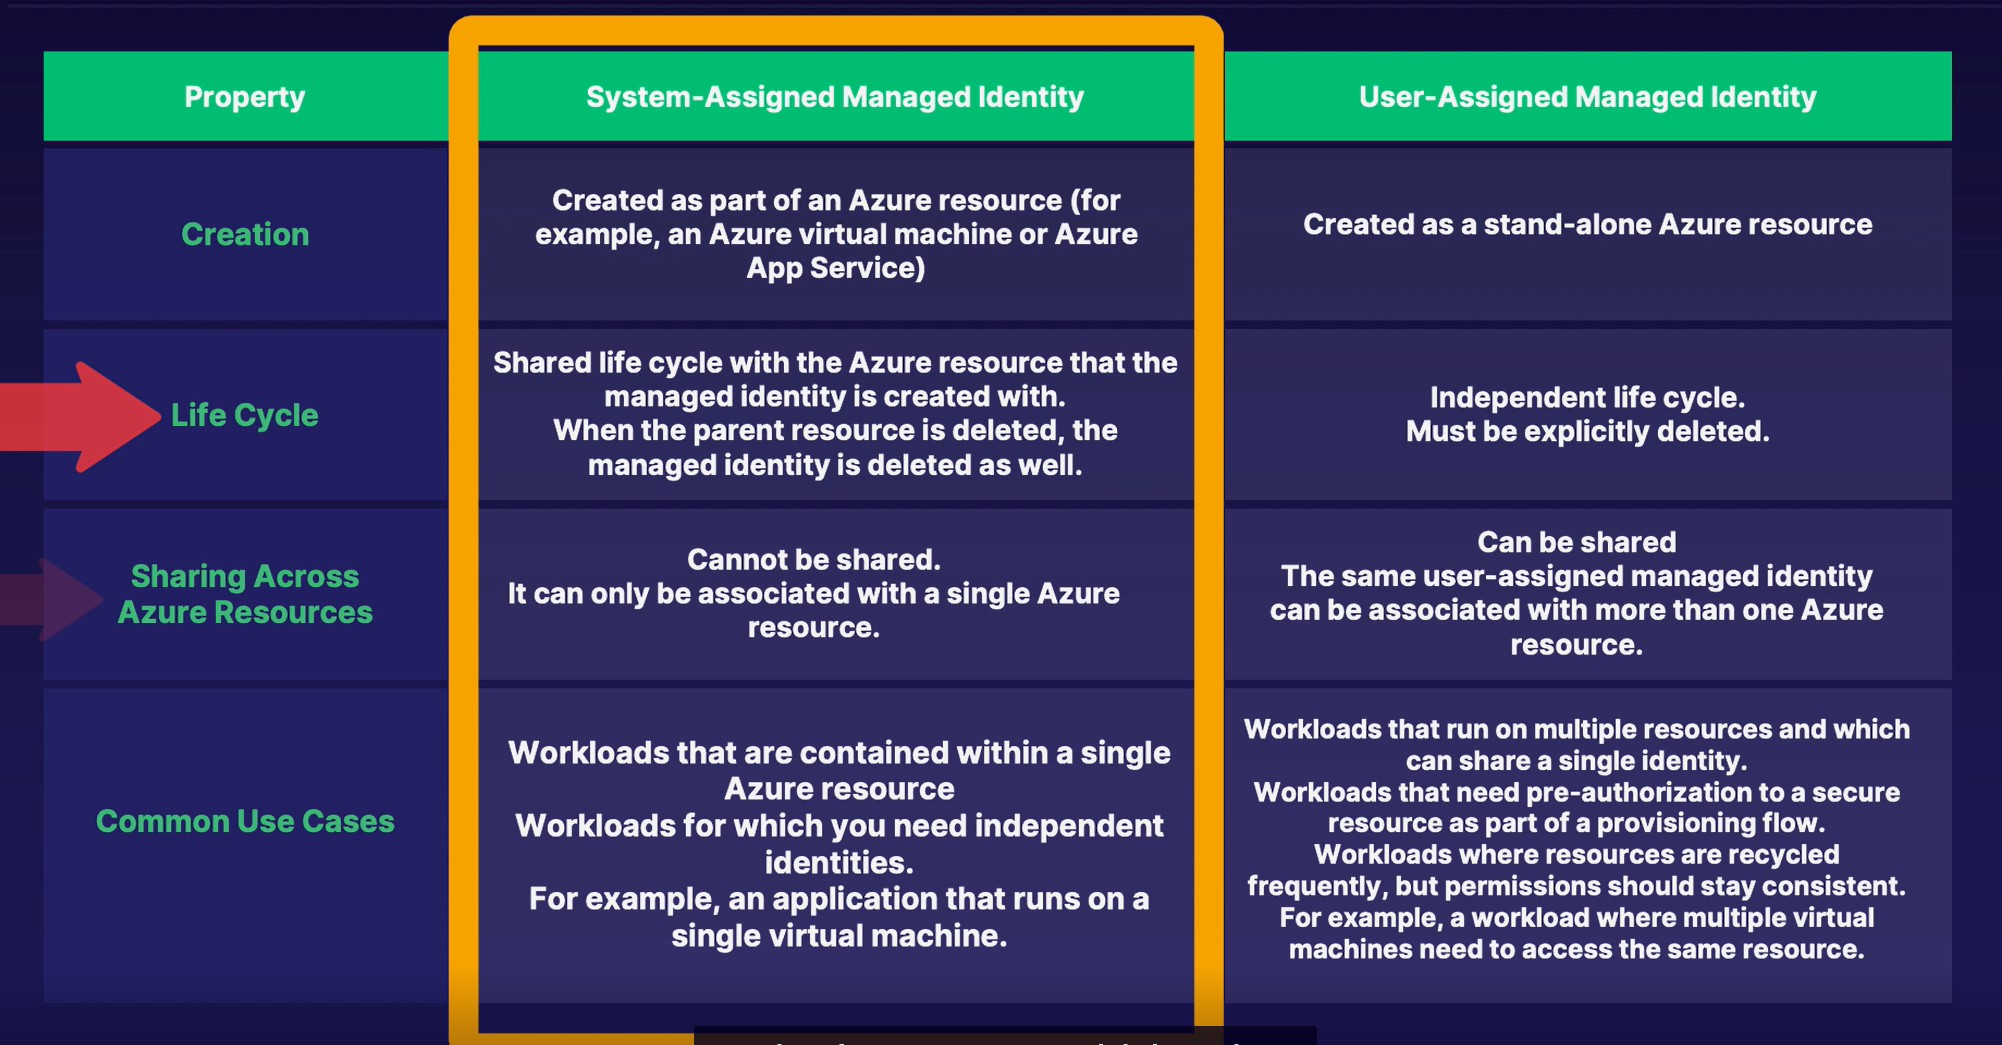 Property
System-Assigned Managed Identity
User-Assigned Managed Identity
Creation
Created as part of an Azure resource (for
example, an Azure virtual machine or Azure
App Service)
Created as a stand-alone Azure resource
Life Cycle
Shared life cycle with the Azure resource that the
managed identity is created with.
When the parent resource is deleted, the
managed identity is deleted as well.
Independent life cycle.
Must be explicitly deleted.
Sharing Across
Azure Resources
Cannot be shared.
It can only be associated with a single Azure
resource.
Can be shared
The same user-assigned managed identity
can be associated with more than one Azure
resource.
Common Use Cases
Workloads that are contained within a single
Azure resource
Workloads for which you need independent
identities.
For example, an application that runs on a
single virtual machine.
Workloads that run on multiple resources and which
can share a single identity.
Workloads that need pre-authorization to a secure
resource as part of a provisioning flow.
Workloads where resources are recycled
frequently, but permissions should stay consistent.
For example, a workload where multiple virtual
machines need to access the same resource.